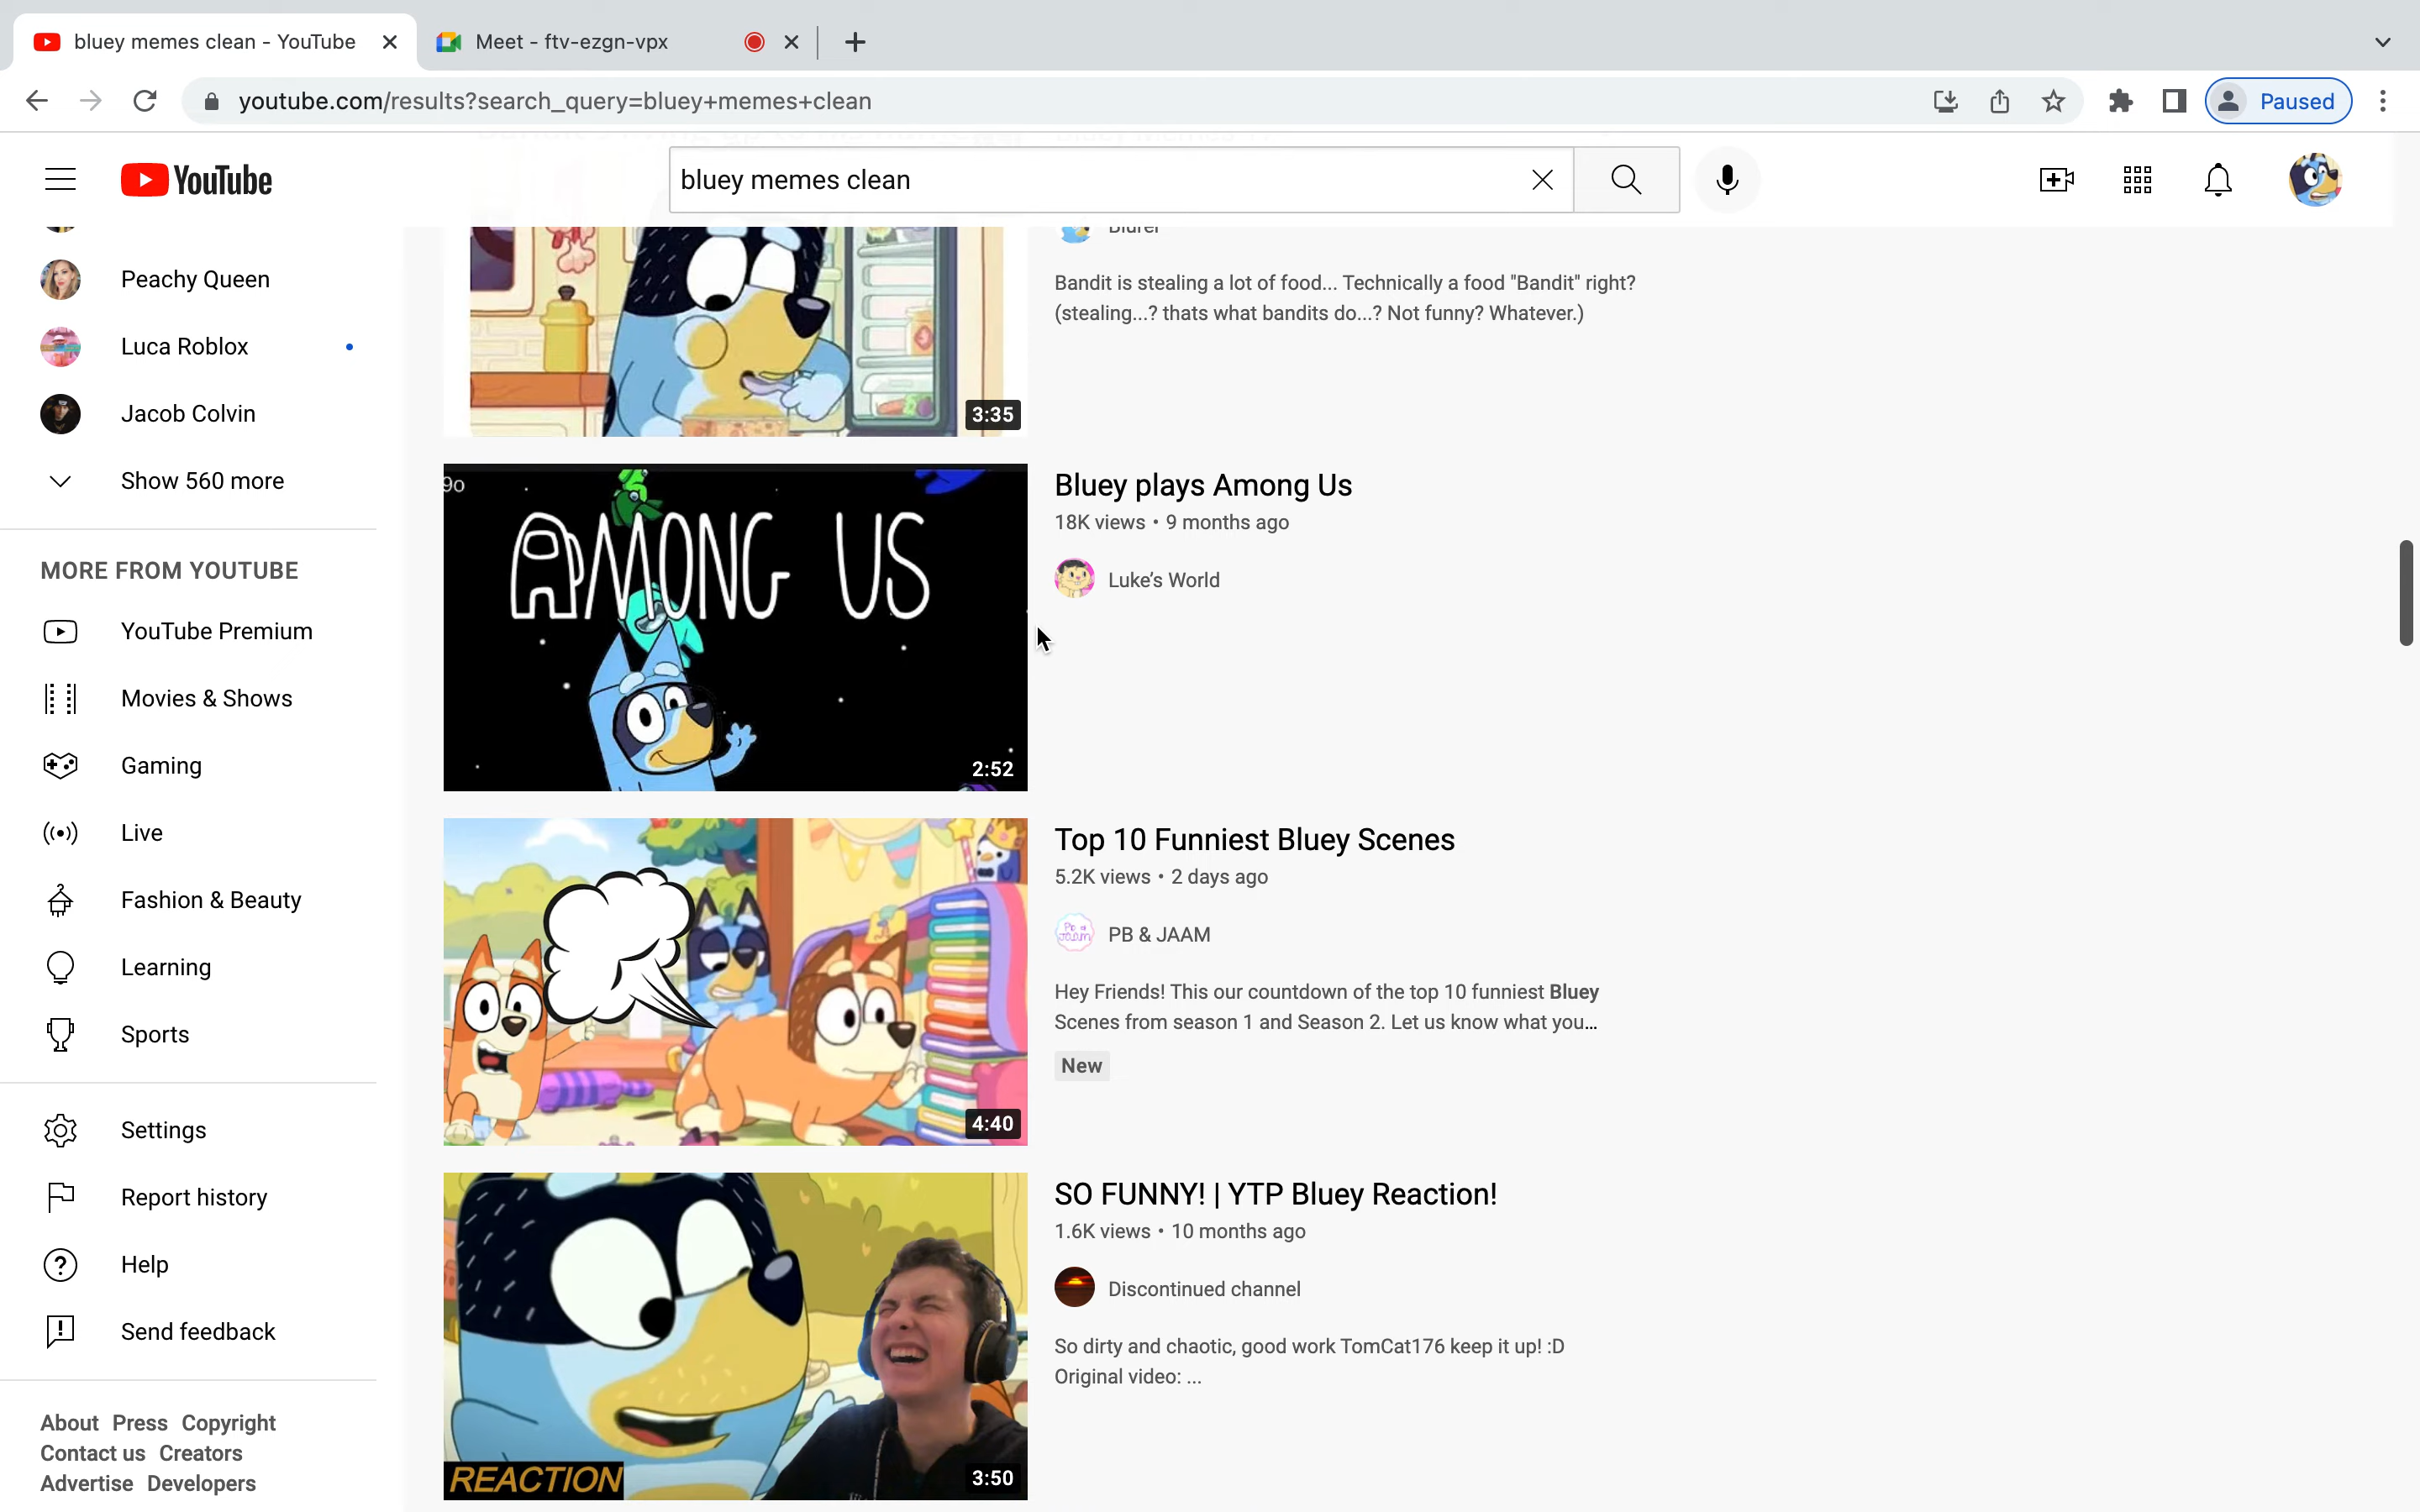 bluey memes clean - YouTube
Meet - ftv-ezgn-vpx
youtube.com/results?search_query=bluey+memes+clean
Paused
YouTube
bluey memes clean
Peachy Queen
Luca Roblox
Jacob Colvin
Show 560 more
MORE FROM YOUTUBE
YouTube Premium
Movies & Shows
Gaming
Live
Fashion & Beauty
Learning
Sports
Settings
Report history
Help
Send feedback
About Press Copyright
Contact us Creators
Advertise Developers
Bandit is stealing a lot of food... Technically a food "Bandit" right?
(stealing...? thats what bandits do...? Not funny? Whatever.)
3:35
9o
AMONG US
2:52
Bluey plays Among Us
18K views • 9 months ago
Luke's World
4:40
Top 10 Funniest Bluey Scenes
5.2K views • 2 days ago
PB & JAAM
Hey Friends! This our countdown of the top 10 funniest Bluey
Scenes from season 1 and Season 2. Let us know what you...
New
REACTION
3:50
SO FUNNY! | YTP Bluey Reaction!
1.6K views • 10 months ago
Discontinued channel
So dirty and chaotic, good work TomCat176 keep it up! :D
Original video: ...